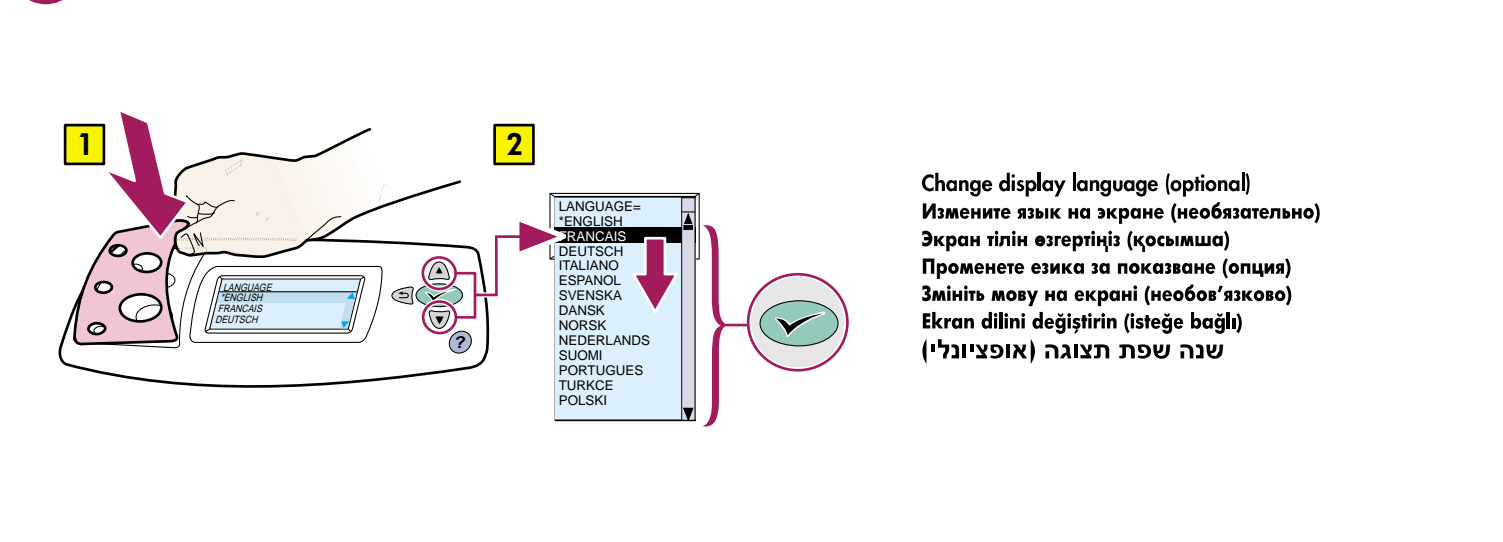 1
2
LANGUAGE
*ENGLISH
FRANCAIS
DEUTSCH
?
LANGUAGE=
*ENGLISH
FRANCAIS
DEUTSCH
ITALIANO
ESPANOL
SVENSKA
DANSK
NORSK
NEDERLANDS
SUOMI
PORTUGUES
TURKCE
POLSKI
Change display language (optional)
Измените язык на экране (необязательно)
Экран тілін өзгертіңіз (қосымша)
Променете езика за показване (опция)
Змініть мову на екрані (необов’язково)
Ekran dilini değiştirin (isteğe bağlı)
שנה שפת תצוגה (אופציונלי)